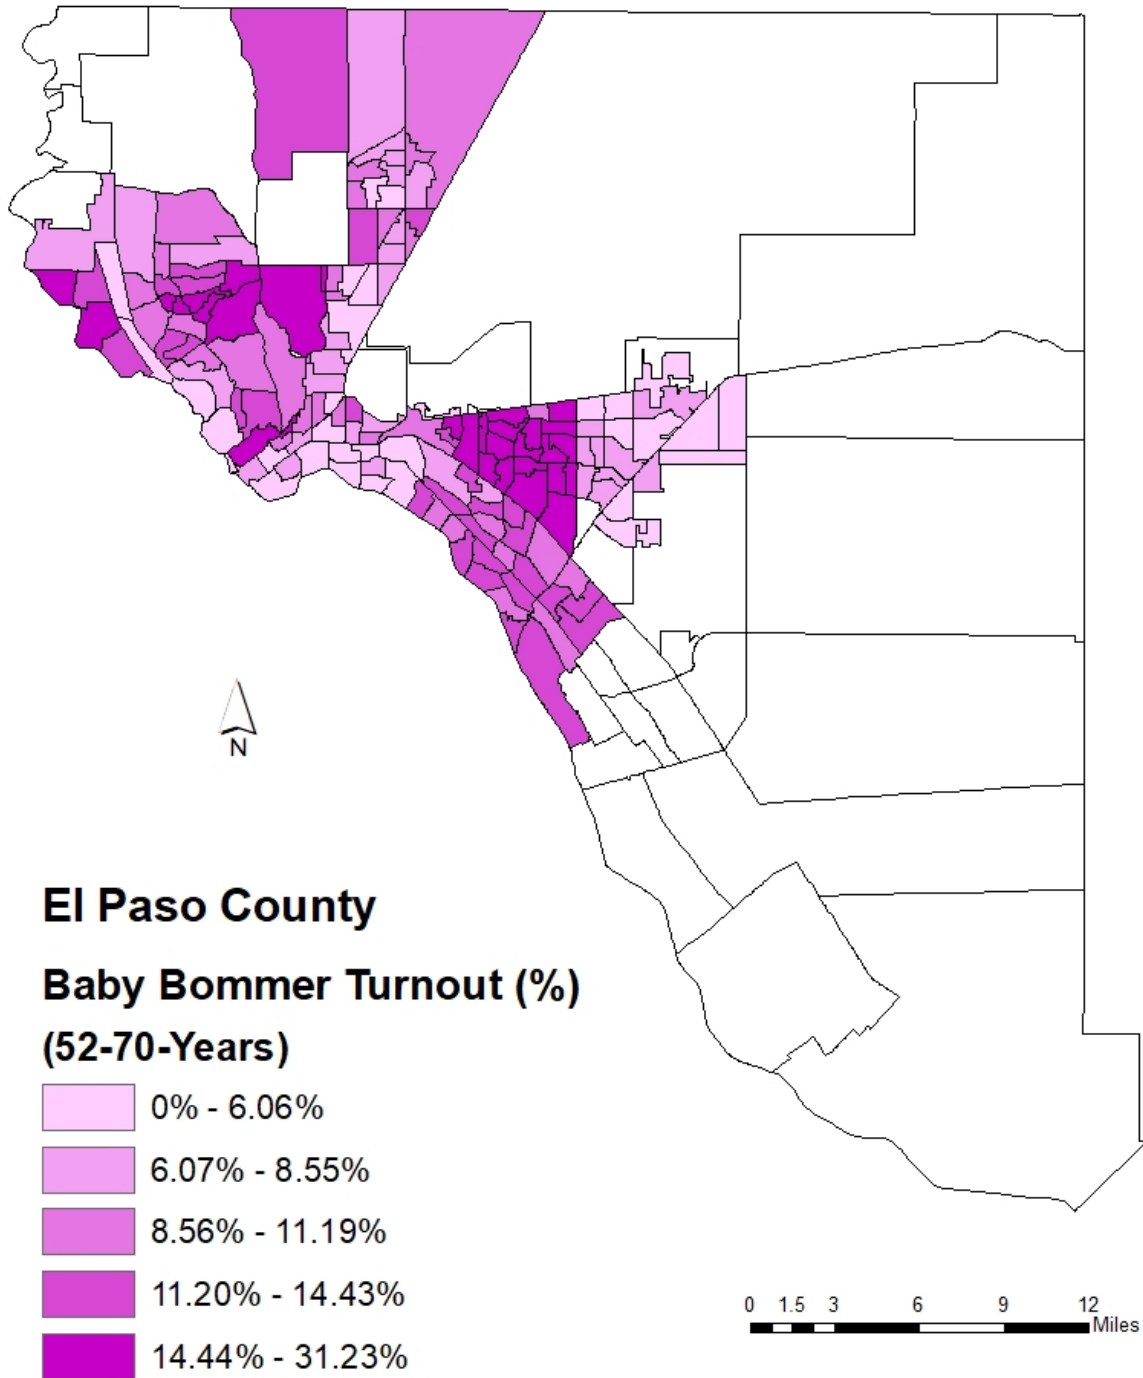 N
El Paso County
Baby Bommer Turnout (%)
(52-70-Years)
0% - 6.06%
6.07% - 8.55%
8.56% - 11.19%
11.20% - 14.43%
14.44% - 31.23%
0 1.5 3 6 9 12
Miles